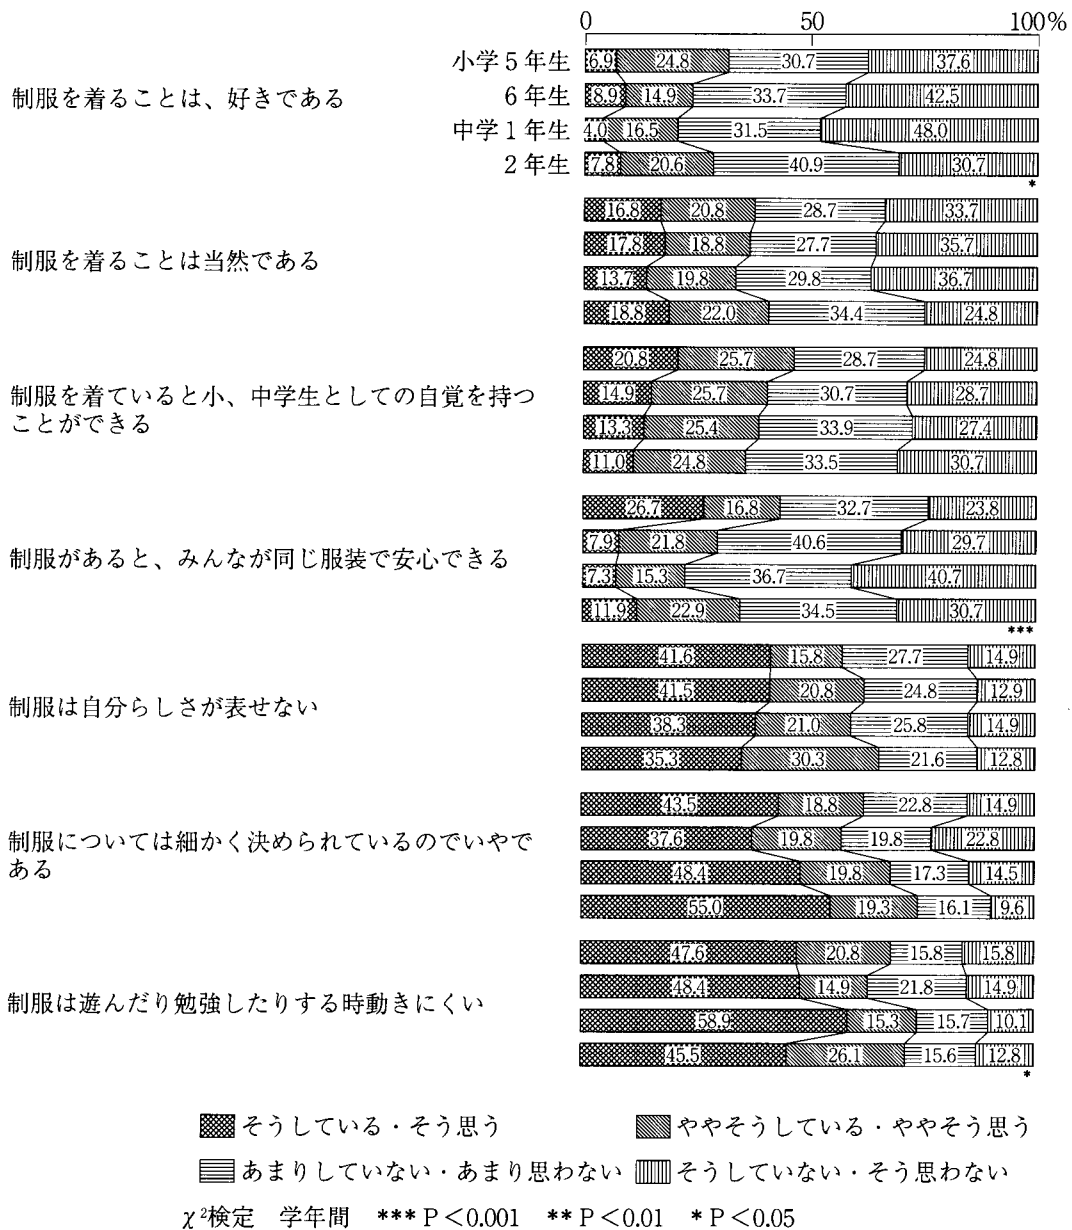 0 50 100%
小学5年生 6.9 24.8 30.7 37.6
制服を着ることは、好きである
6年生 8.9 14.9 33.7 42.5
中学1年生 4.0 16.5 31.5 48.0
2年生 7.8 20.6 40.9 30.7
*
16.8 20.8 28.7 33.7
17.8 18.8 27.7 35.7
制服を着ることは当然である
13.7 19.8 29.8 36.7
18.8 22.0 34.4 24.8
20.8 25.7 28.7 24.8
制服を着ていると小、中学生としての自覚を持つ
14.9 25.7 30.7 28.7
ことができる
13.3 25.4 33.9 27.4
11.0 24.8 33.5 30.7
26.7 16.8 32.7 23.8
7.9 21.8 40.6 29.7
制服があると、みんなが同じ服装で安心できる
7.3 15.3 36.7 40.7
11.9 22.9 34.5 30.7
***
41.6 15.8 27.7 14.9
41.5 20.8 24.8 12.9
制服は自分らしさが表せない
38.3 21.0 25.8 14.9
35.3 30.3 21.6 12.8
43.5 18.8 22.8 14.9
制服については細かく決められているのでいやで
37.6 19.8 19.8 22.8
ある
48.4 19.8 17.3 14.5
55.0 19.3 16.1 9.6
47.6 20.8 15.8 15.8
48.4 14.9 21.8 14.9
制服は遊んだり勉強したりする時動きにくい
58.9 15.3 15.7 10.1
45.5 26.1 15.6 12.8
*
そうしている・そう思う ややそうしている・ややそう思う
あまりしていない・あまり思わない そうしていない・そう思わない
χ²検定 学年間 *** P<0.001 ** P<0.01 * P<0.05